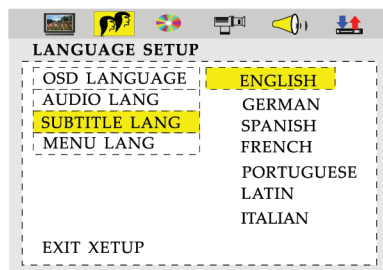 LANGUAGE SETUP
OSD LANGUAGE
AUDIO LANG
SUBTITLE LANG
MENU LANG
ENGLISH
GERMAN
SPANISH
FRENCH
PORTUGUESE
LATIN
ITALIAN
EXIT XETUP